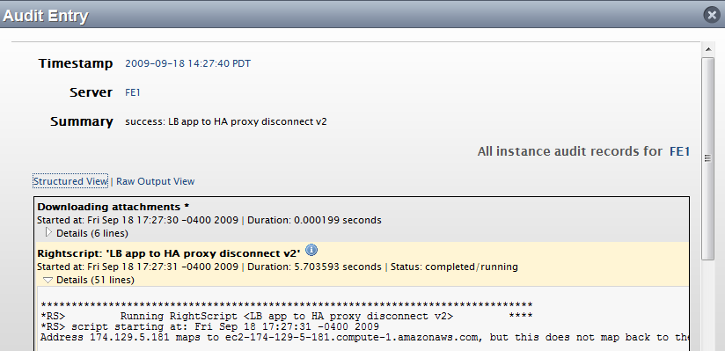 Audit Entry
Timestamp 2009-09-18 14:27:40 PDT
Server FE1
Summary success: LB app to HA proxy disconnect v2
All instance audit records for FE1
Structured View | Raw Output View
Downloading attachments *
Started at: Fri Sep 18 17:27:30 -0400 2009 | Duration: 0.000199 seconds
Details (6 lines)
Rightscript: 'LB app to HA proxy disconnect v2'
Started at: Fri Sep 18 17:27:31 -0400 2009 | Duration: 5.703593 seconds | Status: completed/running
Details (51 lines)
********************************************************************************
*RS> Running RightScript <LB app to HA proxy disconnect v2> ****
*RS> script starting at: Fri Sep 18 17:27:31 -0400 2009
Address 174.129.5.181 maps to ec2-174-129-5-181.compute-1.amazonaws.com, but this does not map back to the